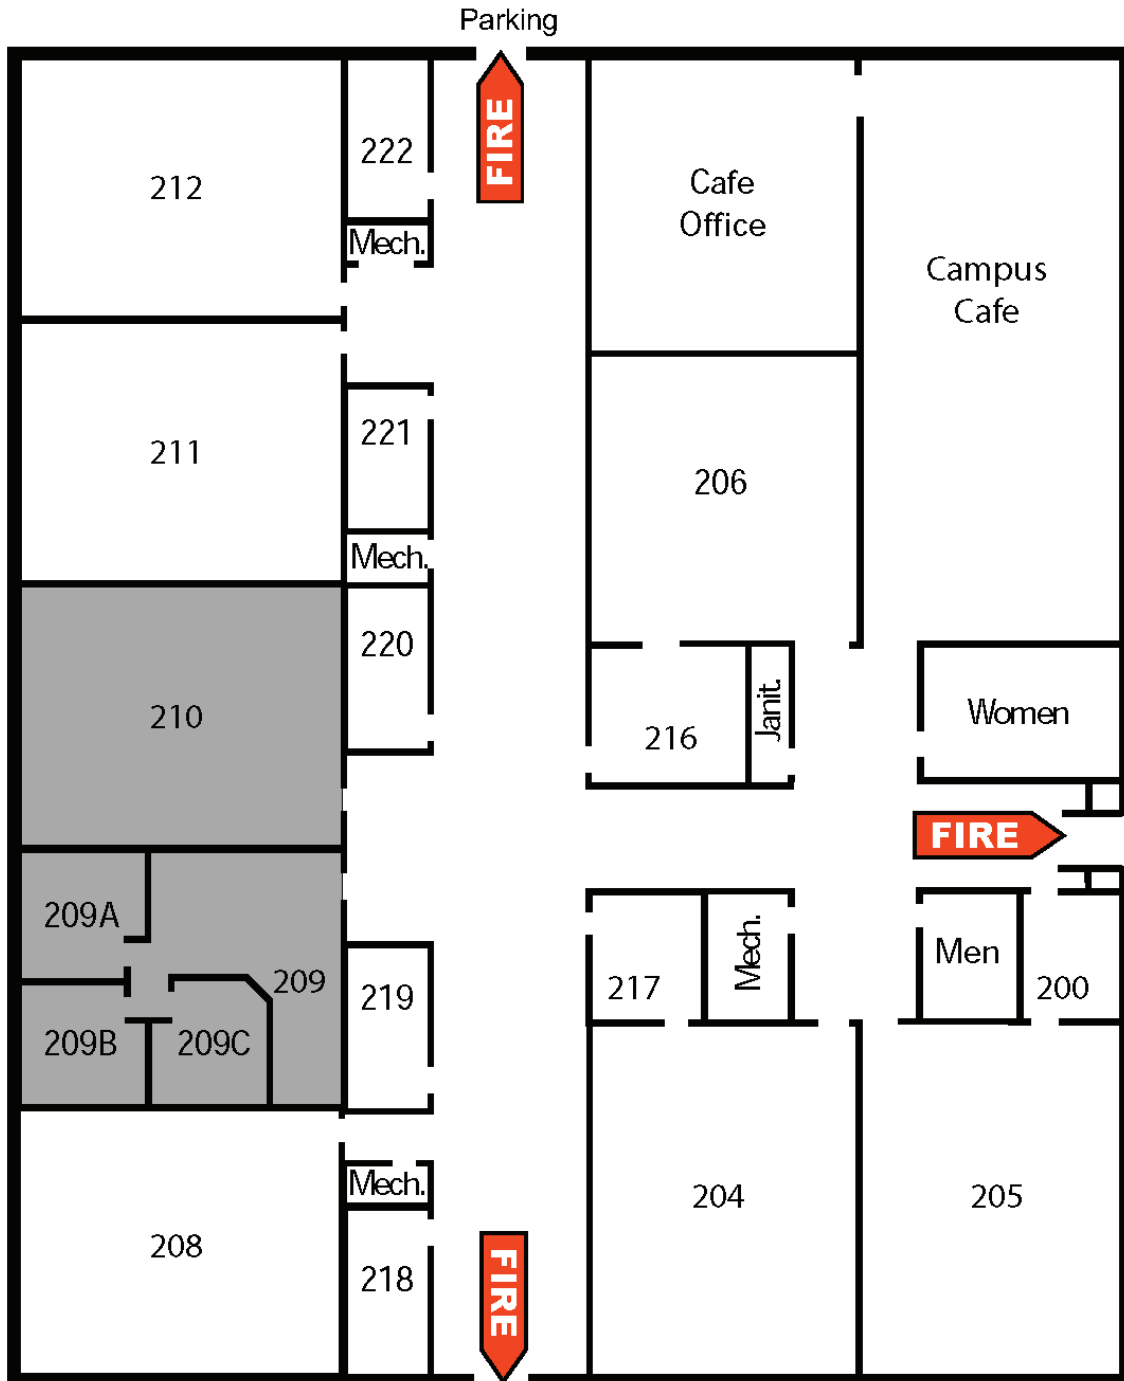 Parking
FIRE
222
212
Cafe
Office
Mech.
Campus
Cafe
221
211
206
Mech.
220
210
Janit.
Women
216
FIRE
209A
Mech.
Men
209
217
200
219
209B
209C
Mech.
204
205
208
218
FIRE